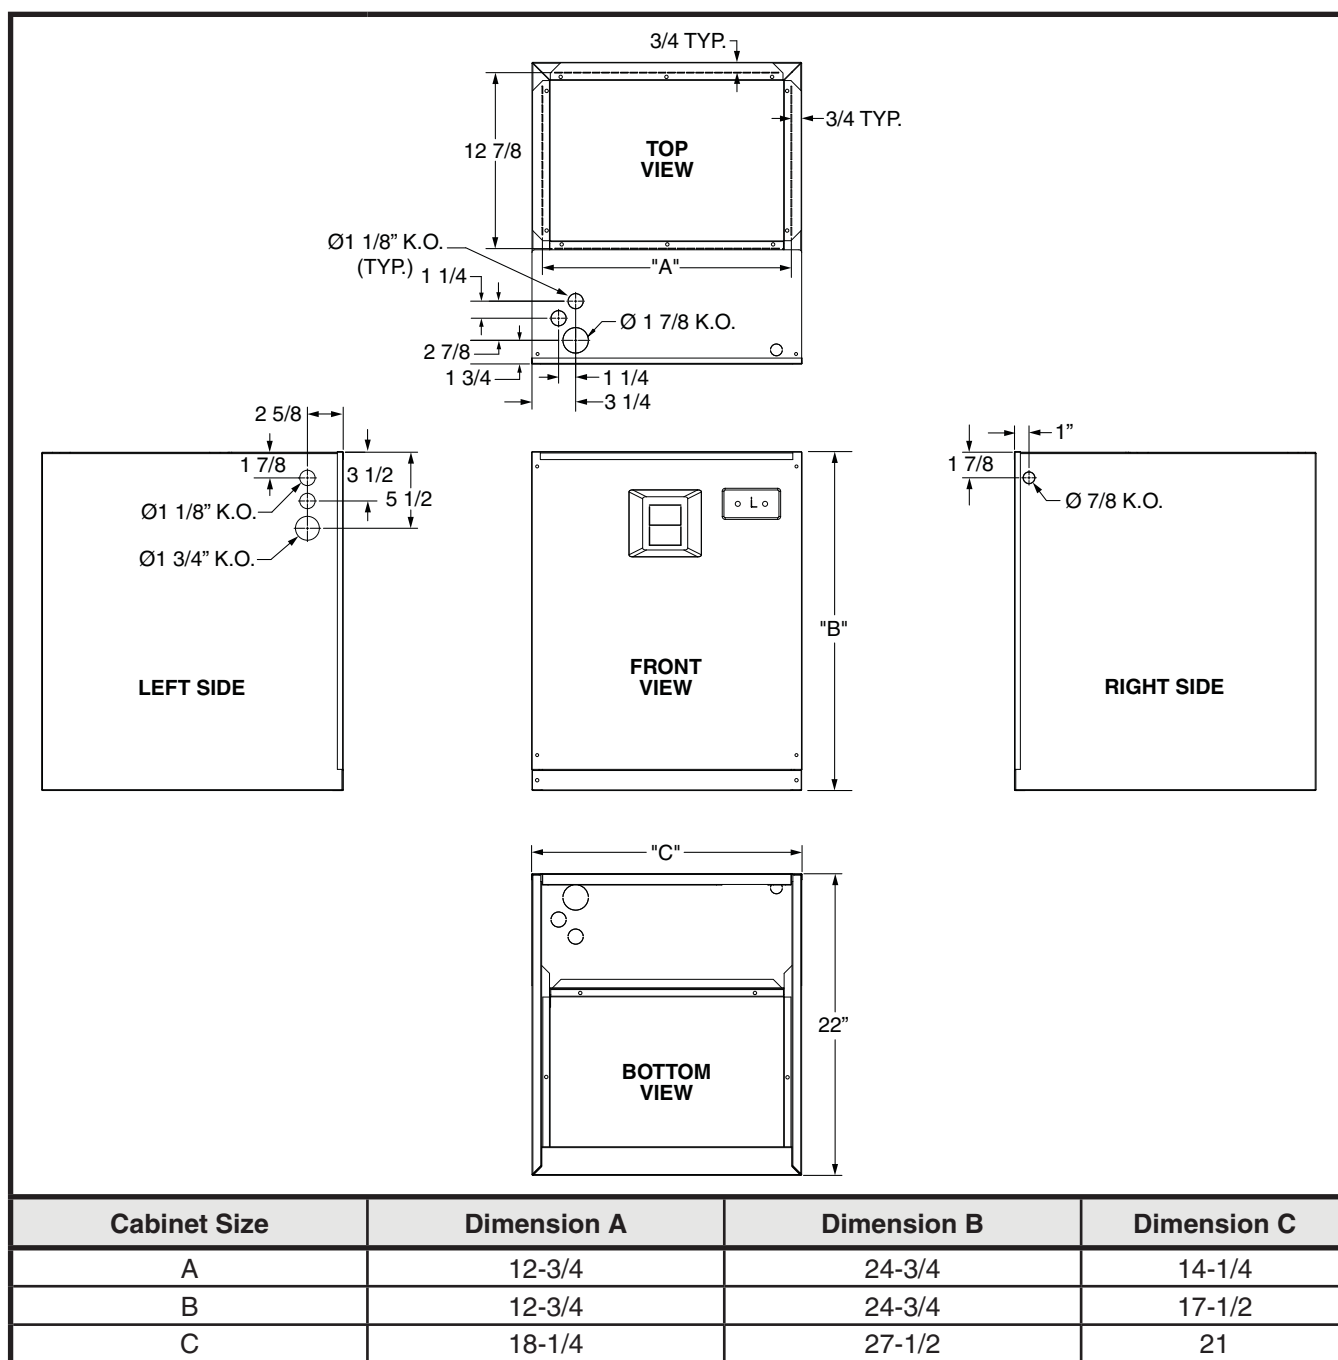 3/4 TYP.
3/4 TYP.
12 7/8
TOP
VIEW
Ø1 1/8” K.O.
(TYP.)
"A"
1 1/4
Ø 1 7/8 K.O.
2 7/8
1 3/4
1 1/4
3 1/4
2 5/8
1 7/8
3 1/2
5 1/2
Ø1 1/8” K.O.
Ø1 3/4” K.O.
LEFT SIDE
L
"B"
FRONT
VIEW
1”
1 7/8
Ø 7/8 K.O.
RIGHT SIDE
"C"
22”
BOTTOM
VIEW
Cabinet Size Dimension A Dimension B Dimension C
A 12-3/4 24-3/4 14-1/4
B 12-3/4 24-3/4 17-1/2
C 18-1/4 27-1/2 21